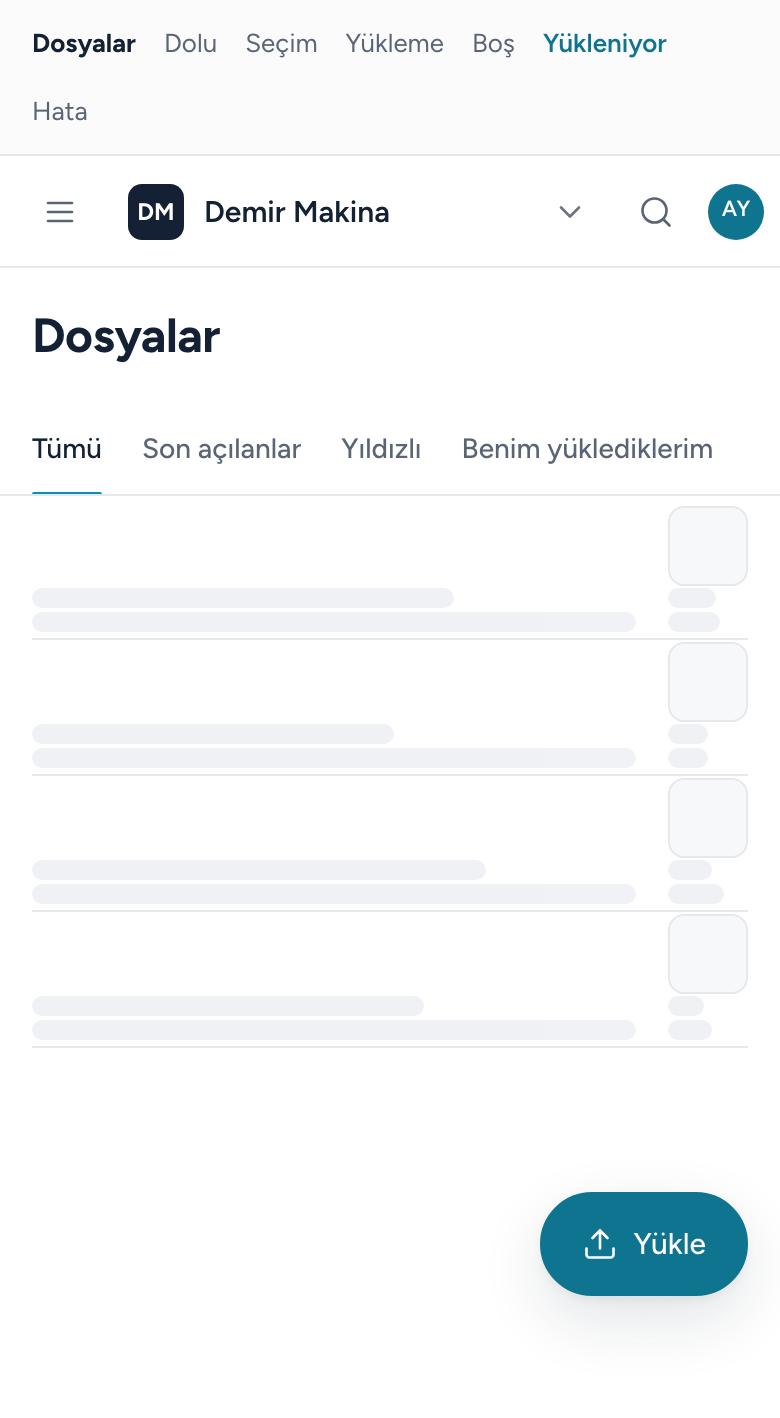 Dosyalar Dolu Seçim Yükleme Boş Yükleniyor
Hata
DM Demir Makina AY
Dosyalar
Tümü Son açılanlar Yıldızlı Benim yüklediklerim
Yükle